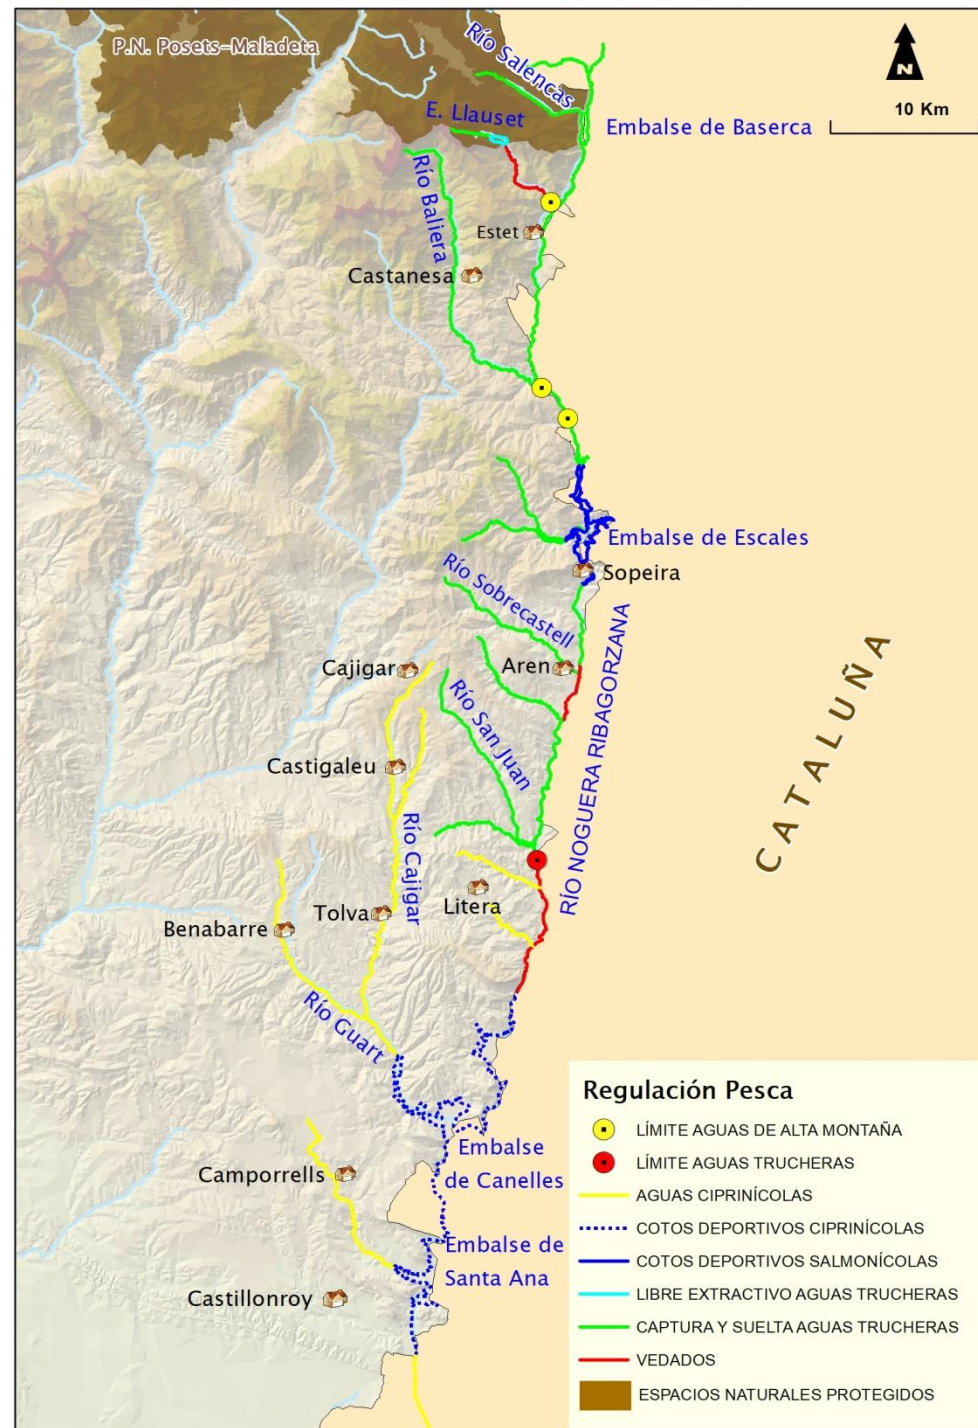 P.N. Posets-Maladeta
Río Salencas
N
10 Km
E. Llauset
Embalse de Baserca
Río Baliera
Estet
Castanesa
Embalse de Escales
Sopeira
Río Sobrecastell
Cajigar
Aren
RÍO NOGUERA RIBAGORZANA
CATALUÑA
Río San Juan
Castigaleu
Río Cajigar
Litera
Tolva
Benabarre
Río Guart
Camporrells
Embalse
de Canelles
Embalse de
Santa Ana
Castillonroy
Regulación Pesca
LÍMITE AGUAS DE ALTA MONTAÑA
LÍMITE AGUAS TRUCHERAS
AGUAS CIPRINÍCOLAS
COTOS DEPORTIVOS CIPRINÍCOLAS
COTOS DEPORTIVOS SALMONÍCOLAS
LIBRE EXTRACTIVO AGUAS TRUCHERAS
CAPTURA Y SUELTA AGUAS TRUCHERAS
VEDADOS
ESPACIOS NATURALES PROTEGIDOS